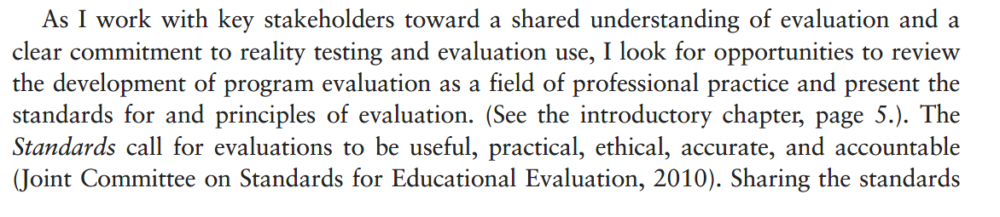 As I work with key stakeholders toward a shared understanding of evaluation and a
clear commitment to reality testing and evaluation use, I look for opportunities to review
the development of program evaluation as a field of professional practice and present the
standards for and principles of evaluation. (See the introductory chapter, page 5.). The
Standards call for evaluations to be useful, practical, ethical, accurate, and accountable
(Joint Committee on Standards for Educational Evaluation, 2010). Sharing the standards